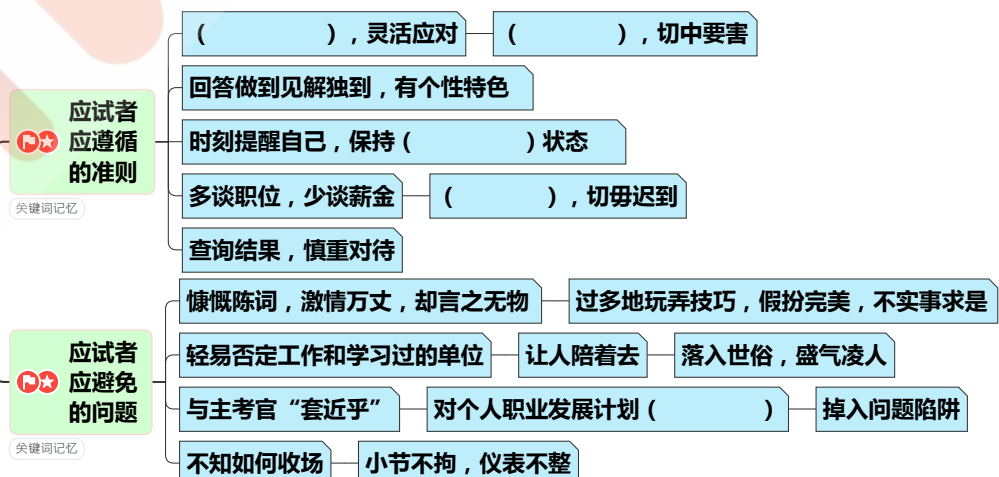 应试者
应遵循
的准则
关键词记忆
（　　　　　），灵活应对
（　　　　　），切中要害
回答做到见解独到，有个性特色
时刻提醒自己，保持（　　　　　）状态
多谈职位，少谈薪金
（　　　　　），切毋迟到
查询结果，慎重对待
应试者
应避免
的问题
关键词记忆
慷慨陈词，激情万丈，却言之无物
过多地玩弄技巧，假扮完美，不实事求是
轻易否定工作和学习过的单位
让人陪着去
落入世俗，盛气凌人
与主考官“套近乎”
对个人职业发展计划（　　　　　）
掉入问题陷阱
不知如何收场
小节不拘，仪表不整